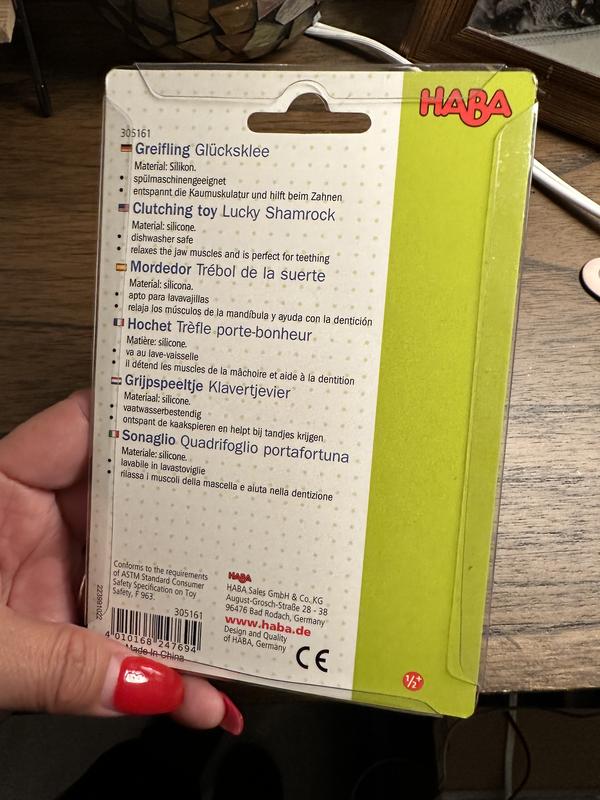 HABA
305161
Greifling Glücksklee
Material: Silikon.
• spülmaschinengeeignet
• entspannt die Kaumuskulatur und hilft beim Zahnen
Clutching toy Lucky Shamrock
Material: silicone.
• dishwasher safe
• relaxes the jaw muscles and is perfect for teething
Mordedor Trébol de la suerte
Material: silicona.
• apto para lavavajillas
• relaja los músculos de la mandíbula y ayuda con la dentición
Hochet Trèfle porte-bonheur
Matière: silicone.
• va au lave-vaisselle
• il détend les muscles de la mâchoire et aide à la dentition
Grijpspeeltje Klavertjevier
Materiaal: silicone.
• vaatwasserbestendig
• ontspant de kaakspieren en helpt bij tandjes krijgen
Sonaglio Quadrifoglio portafortuna
Materiale: silicone.
• lavabile in lavastoviglie
• rilassa i muscoli della mascella e aiuta nella dentizione
Conforms to the requirements
of ASTM Standard Consumer
Safety Specification on Toy
Safety, F 963.
305161
4 010168 247694
Made in China
HABA
HABA Sales GmbH & Co. KG
August-Grosch-Straße 28 - 38
96476 Bad Rodach, Germany
www.haba.de
Design and Quality
of HABA, Germany
CE
1/2+